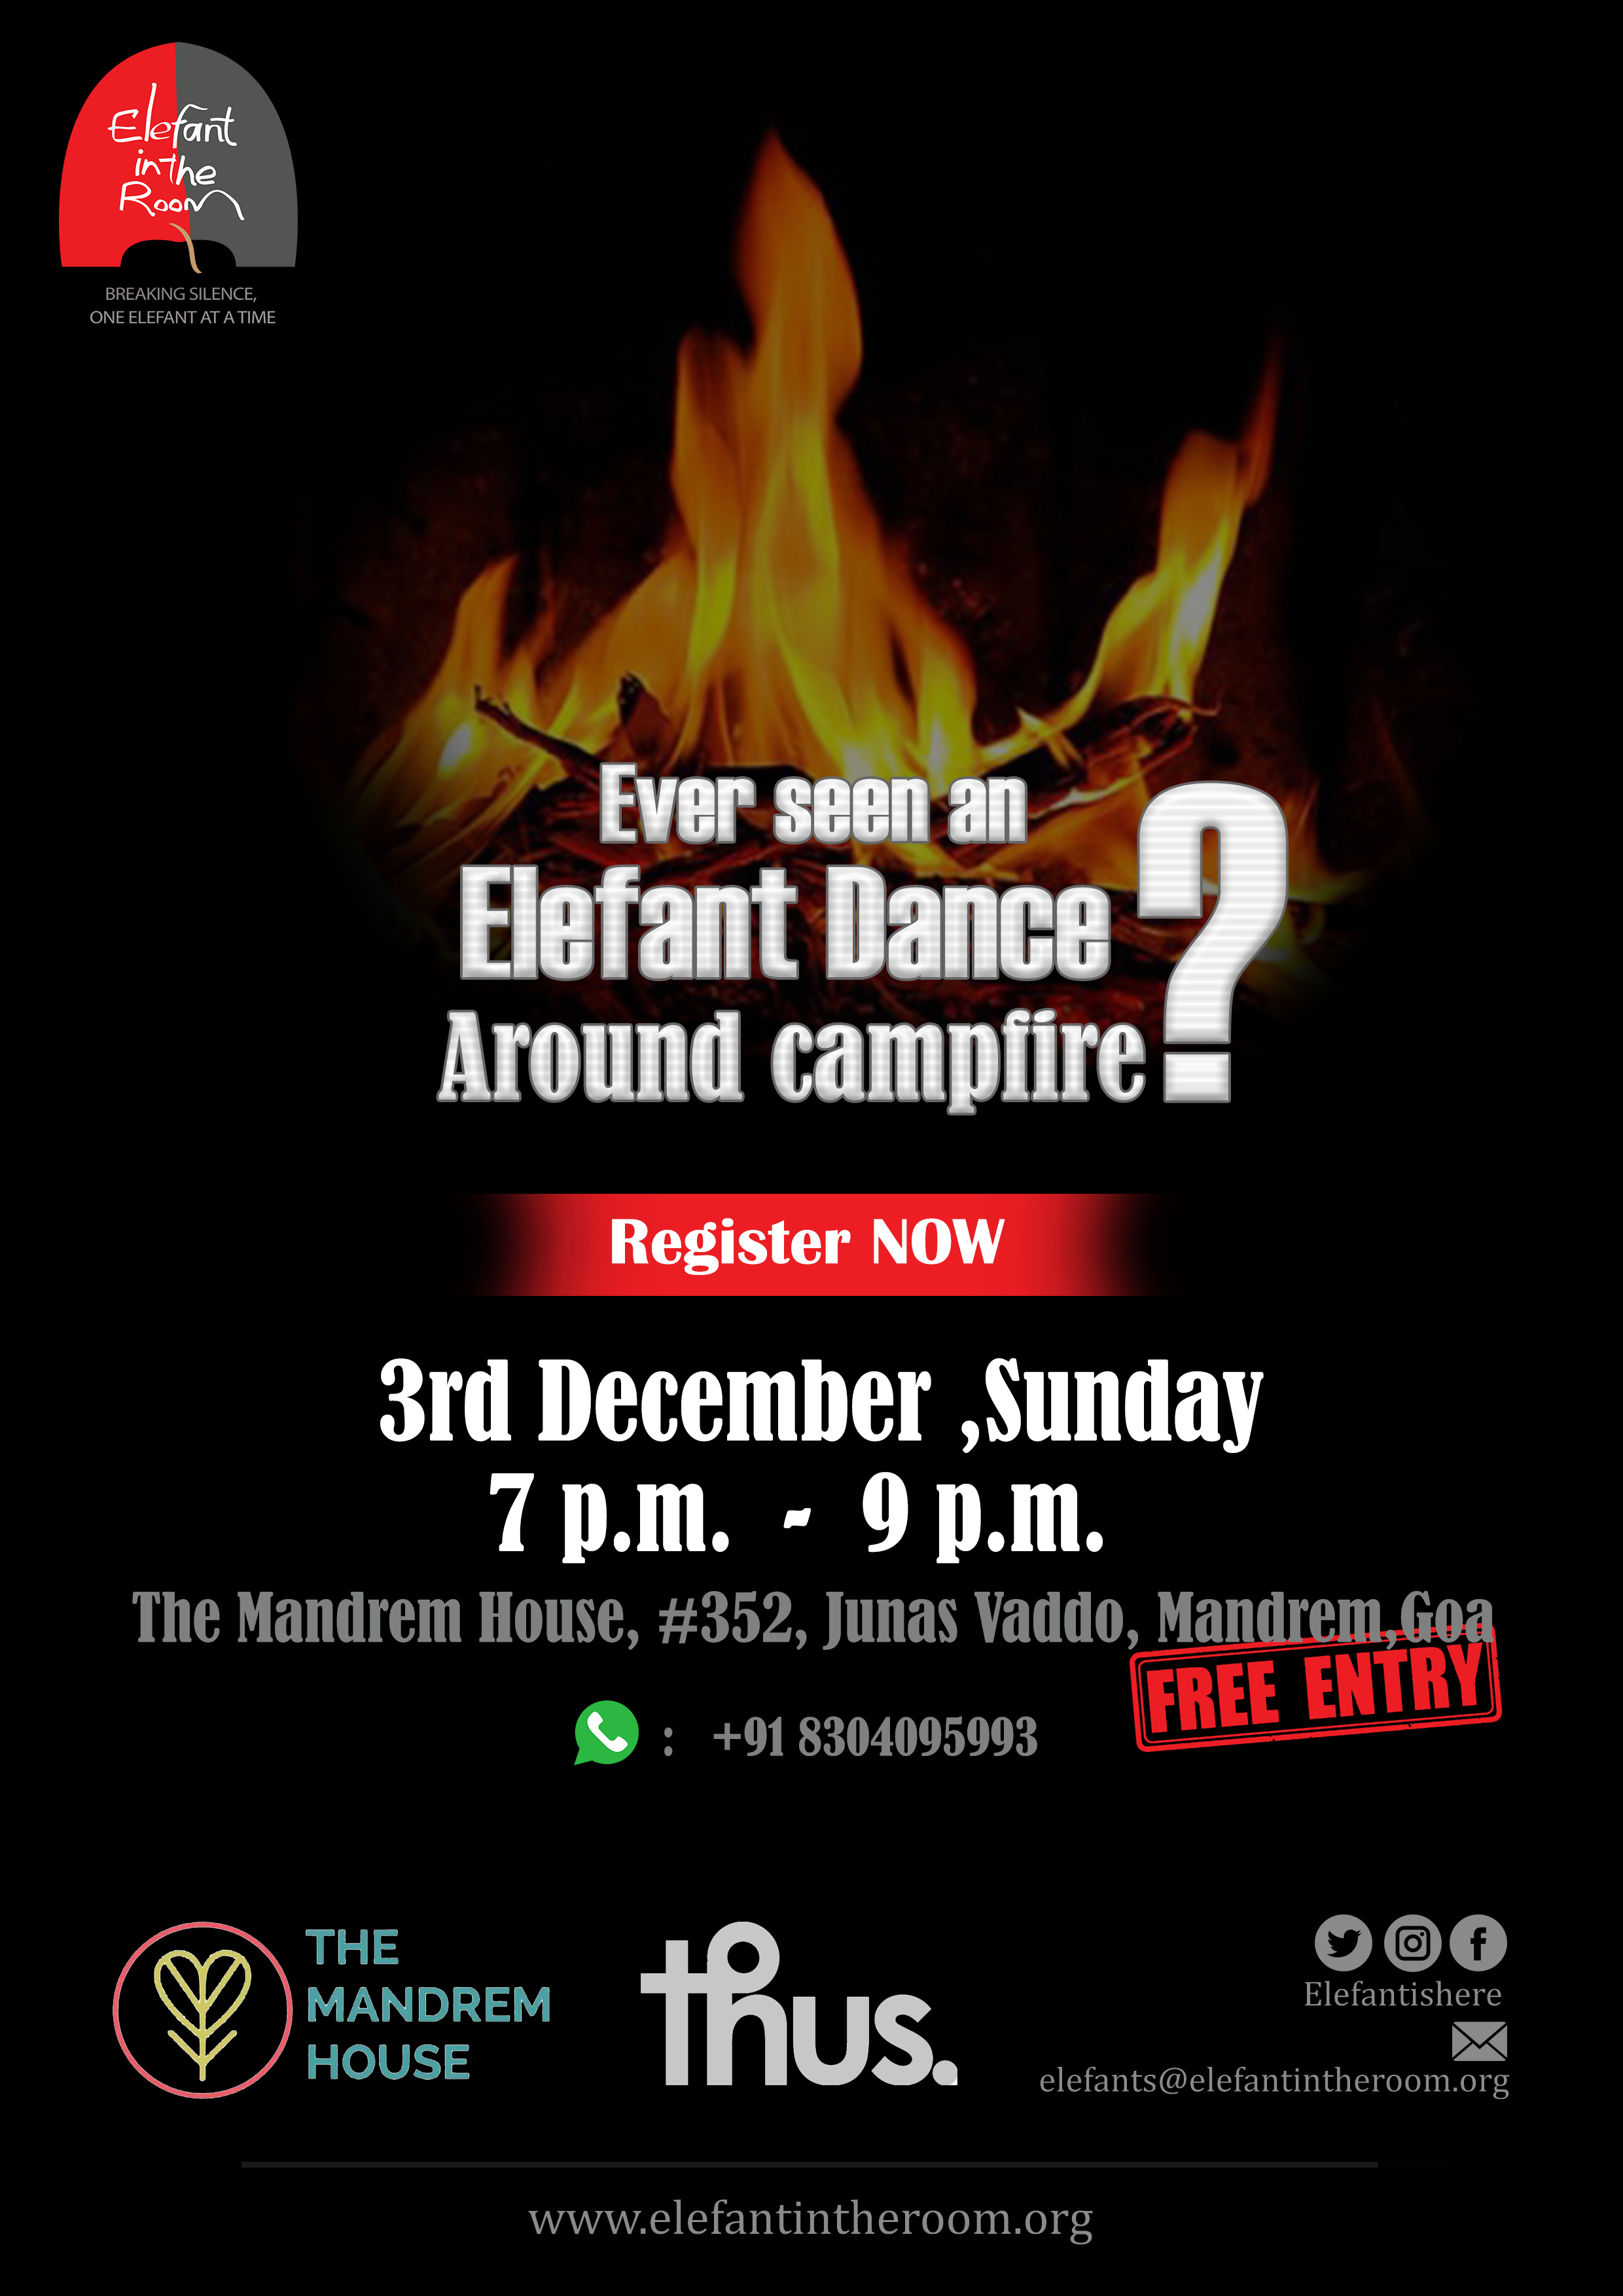 Elefant
in the
Room
BREAKING SILENCE,
ONE ELEFANT AT A TIME
Ever seen an
Elefant Dance
Around campfire?
Register NOW
3rd December ,Sunday
7 p.m. - 9 p.m.
The Mandrem House, #352, Junas Vaddo, Mandrem,Goa
FREE ENTRY
: +91 8304095993
THE
MANDREM
HOUSE
thus.
Elefantishere
elefants@elefantintheroom.org
www.elefantintheroom.org